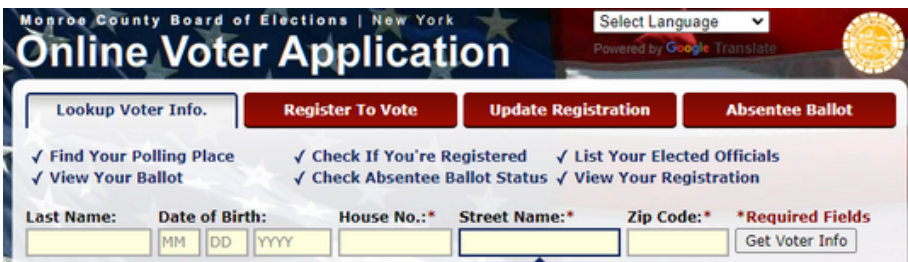 Monroe County Board of Elections | New York
Select Language
Online Voter Application
Powered by Google Translate
Lookup Voter Info. Register To Vote Update Registration Absentee Ballot
✓ Find Your Polling Place ✓ Check If You're Registered ✓ List Your Elected Officials
✓ View Your Ballot ✓ Check Absentee Ballot Status ✓ View Your Registration
Last Name: Date of Birth: House No.:* Street Name:* Zip Code:* *Required Fields
MM DD YYYY Get Voter Info